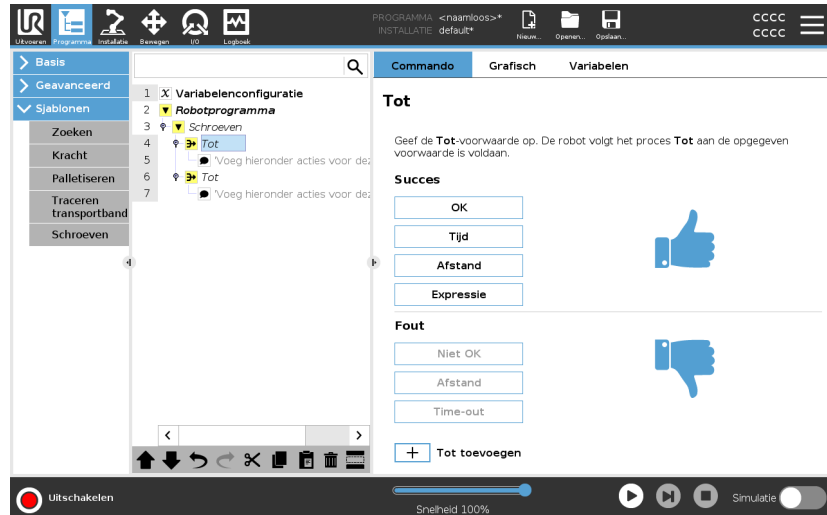 UR
Uitvoeren
Programma
Installatie
Bewegen
I/O
Logboek
PROGRAMMA <naamloos>*
INSTALLATIE default*
Nieuw...
Openen...
Opslaan...
cccc
cccc
Basis
Geavanceerd
Sjablonen
Zoeken
Kracht
Palletiseren
Traceren
transportband
Schroeven
1 X Variabelenconfiguratie
2 Robotprogramma
3 Schroeven
4 Tot
5 'Voeg hieronder acties voor dez
6 Tot
7 'Voeg hieronder acties voor dez
Commando
Grafisch
Variabelen
Tot
Geef de Tot-voorwaarde op. De robot volgt het proces Tot aan de opgegeven
voorwaarde is voldaan.
Succes
OK
Tijd
Afstand
Expressie
Fout
Niet OK
Afstand
Time-out
+ Tot toevoegen
Uitschakelen
Snelheid 100%
Simulatie